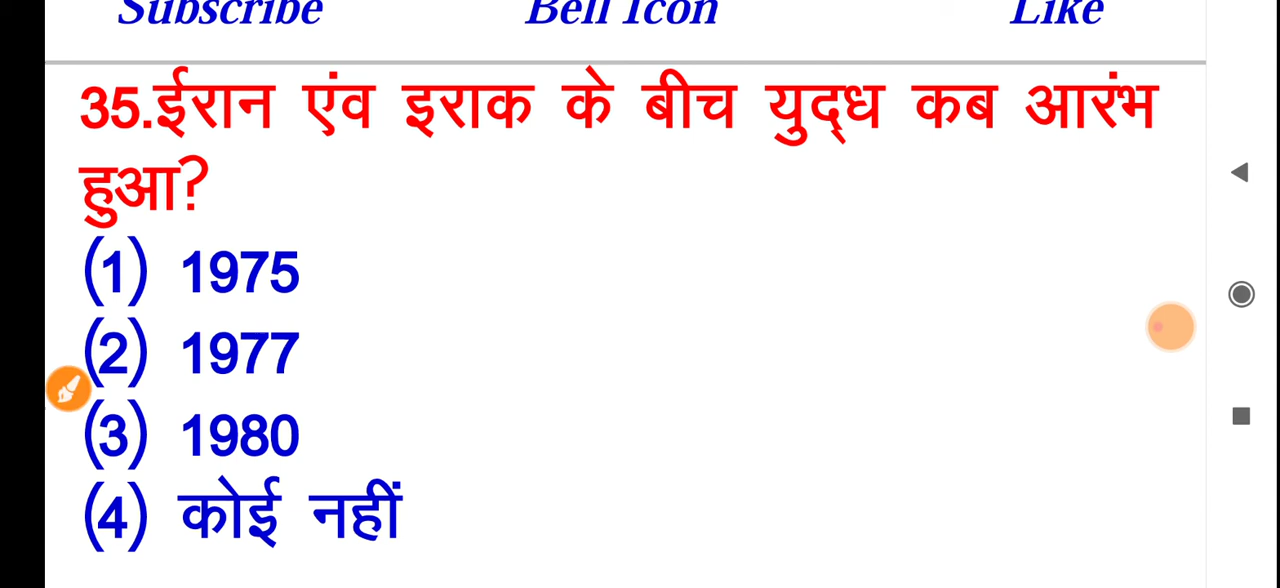 Subscribe Bell Icon Like
35.ईरान एंव इराक के बीच युद्ध कब आरंभ
हुआ?
(1) 1975
(2) 1977
(3) 1980
(4) कोई नहीं